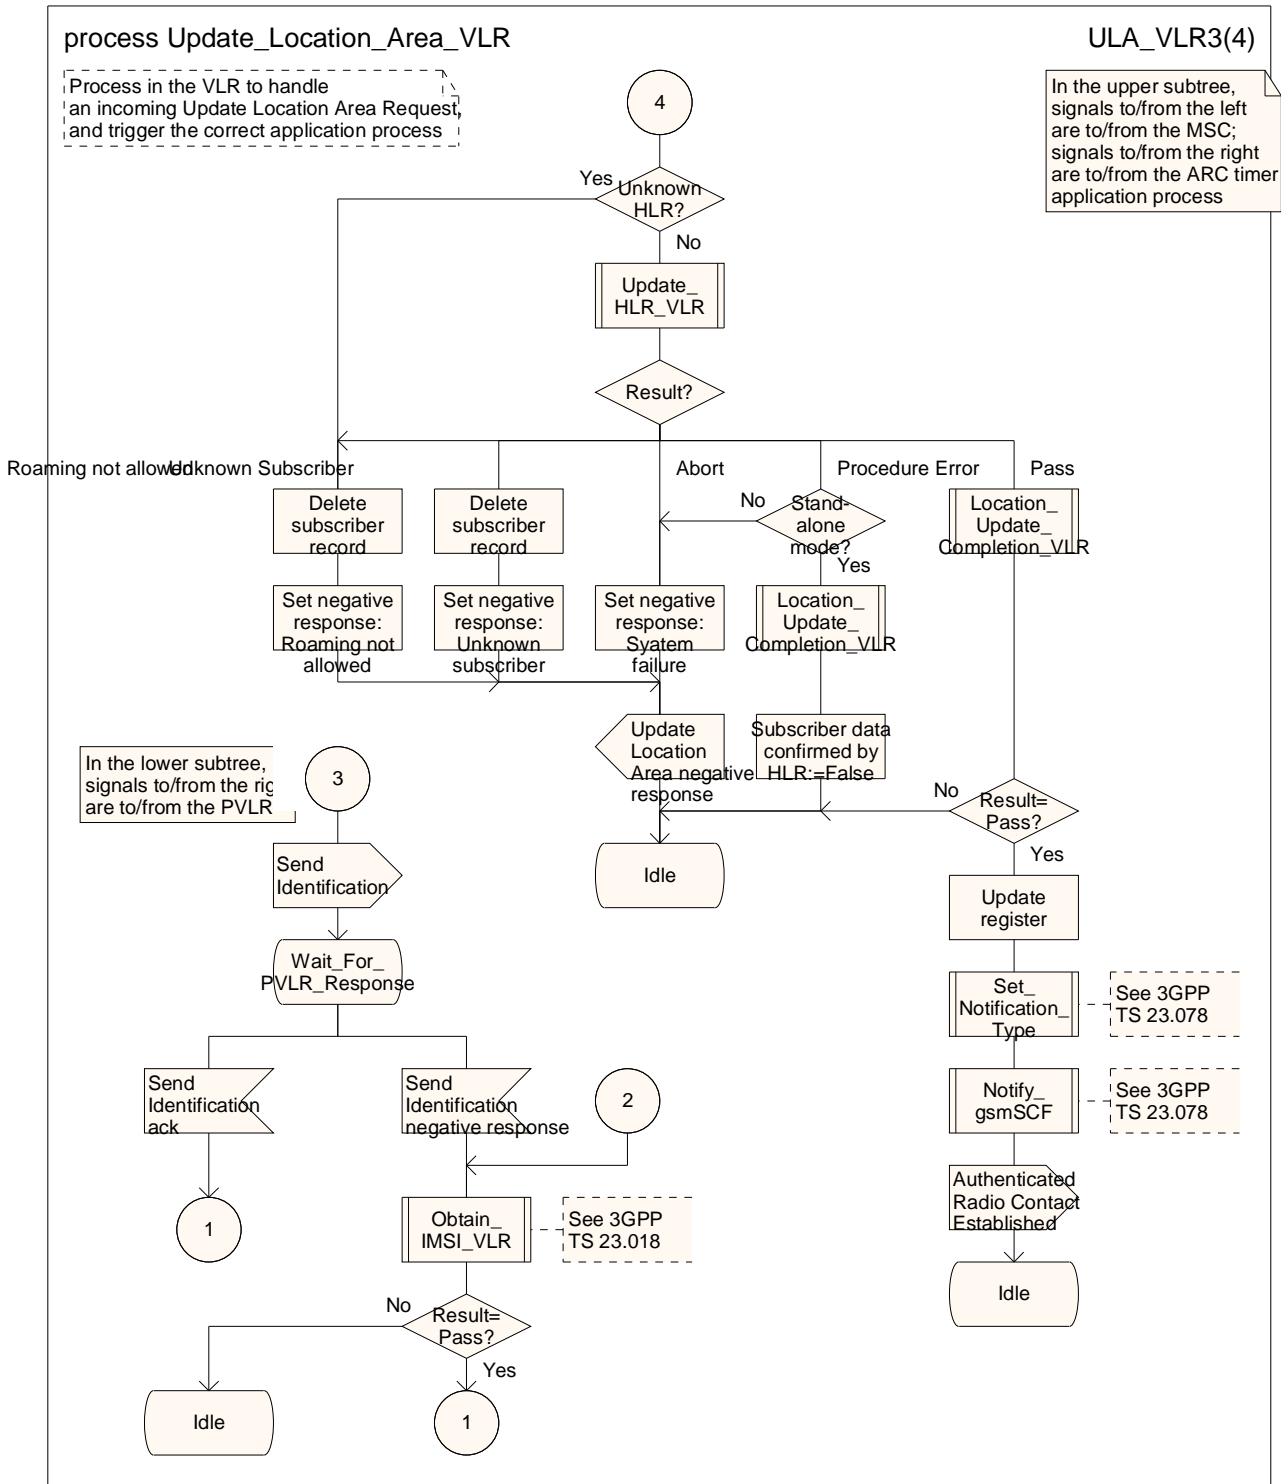 process Update_Location_Area_VLR
ULA_VLR3(4)
Process in the VLR to handle
an incoming Update Location Area Request,
and trigger the correct application process
In the upper subtree,
signals to/from the left
are to/from the MSC;
signals to/from the right
are to/from the ARC timer
application process
4
Yes
Unknown
HLR?
No
Update_
HLR_VLR
Result?
Roaming not allowed
Unknown Subscriber
Abort
Procedure Error
Pass
Delete
subscriber
record
Delete
subscriber
record
No
Stand-
alone
mode?
Yes
Location_
Update_
Completion_VLR
Set negative
response:
Roaming not
allowed
Set negative
response:
Unknown
subscriber
Set negative
response:
Syatem
failure
Location_
Update_
Completion_VLR
Update
Location
Area negative
response
Subscriber data
confirmed by
HLR:=False
In the lower subtree,
signals to/from the rig
are to/from the PVLR
3
No
Result=
Pass?
Yes
Send
Identification
Idle
Update
register
Wait_For_
PVLR_Response
Set_
Notification_
Type
See 3GPP
TS 23.078
Send
Identification
ack
Send
Identification
negative response
2
Notify_
gsmSCF
See 3GPP
TS 23.078
1
Obtain_
IMSI_VLR
See 3GPP
TS 23.018
Authenticated
Radio Contact
Established
No
Result=
Pass?
Yes
Idle
Idle
1